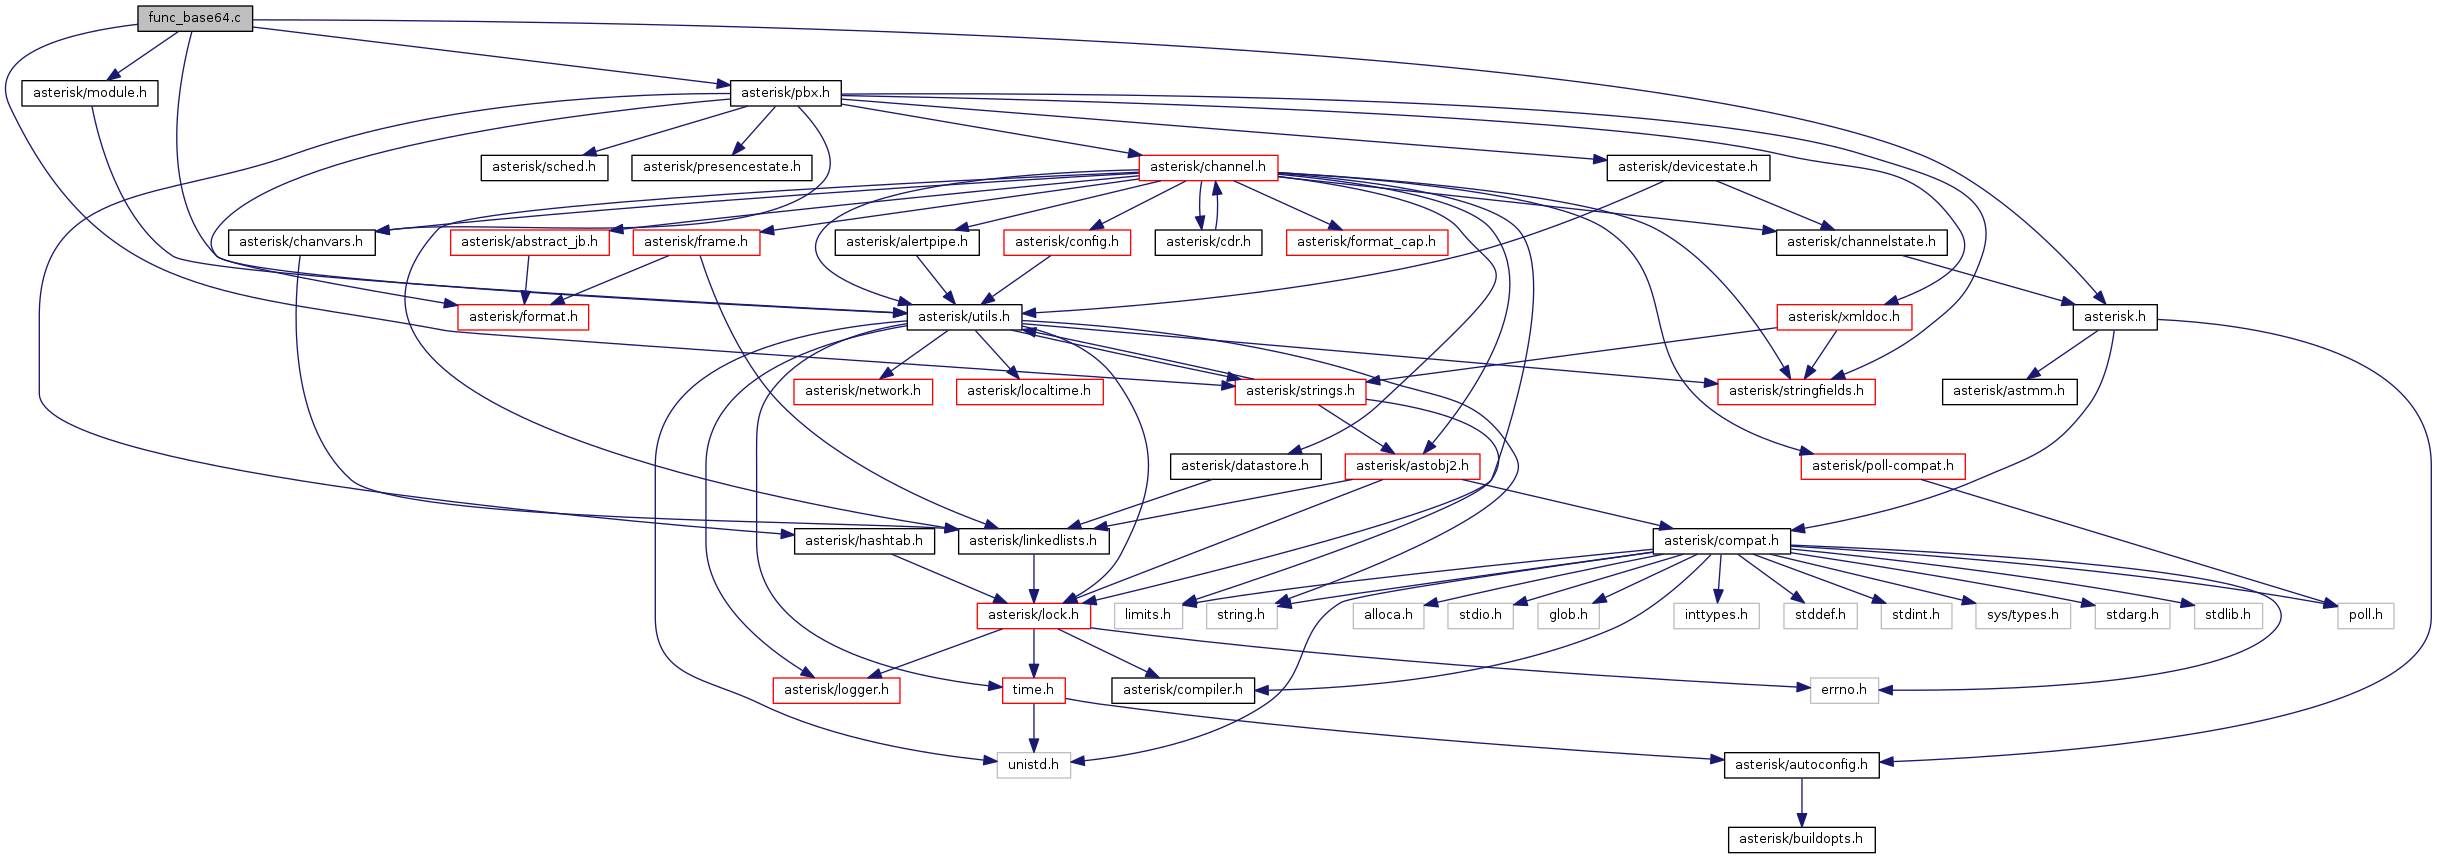 func_base64.c
asterisk/module.h
asterisk/pbx.h
asterisk/sched.h
asterisk/presencestate.h
asterisk/channel.h
asterisk/devicestate.h
asterisk/chanvars.h
asterisk/abstract_jb.h
asterisk/frame.h
asterisk/alertpipe.h
asterisk/config.h
asterisk/cdr.h
asterisk/format_cap.h
asterisk/channelstate.h
asterisk/format.h
asterisk/utils.h
asterisk/xmldoc.h
asterisk.h
asterisk/network.h
asterisk/localtime.h
asterisk/strings.h
asterisk/stringfields.h
asterisk/astmm.h
asterisk/datastore.h
asterisk/astobj2.h
asterisk/poll-compat.h
asterisk/hashtab.h
asterisk/linkedlists.h
asterisk/compat.h
asterisk/lock.h
limits.h
string.h
alloca.h
stdio.h
glob.h
inttypes.h
stddef.h
stdint.h
sys/types.h
stdarg.h
stdlib.h
poll.h
asterisk/logger.h
time.h
asterisk/compiler.h
errno.h
unistd.h
asterisk/autoconfig.h
asterisk/buildopts.h